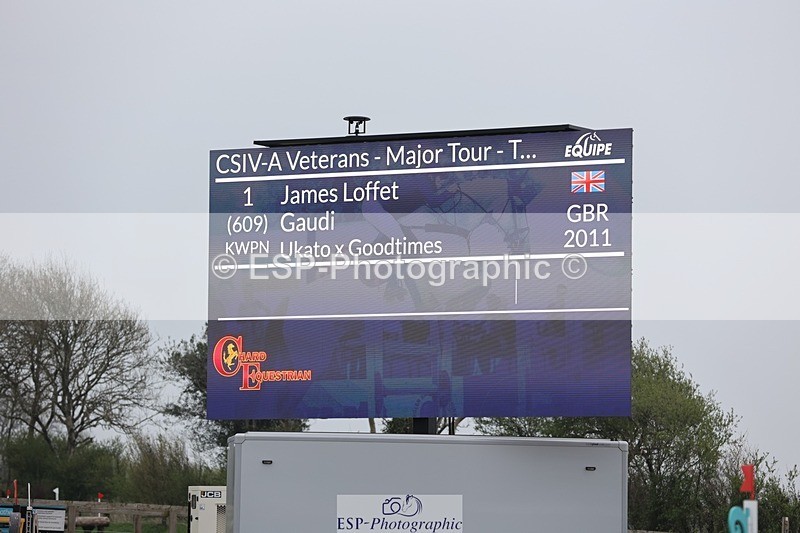 CSIV-A Veterans - Major Tour - T...
EQUIPE
1 James Loffet
(609) Gaudi GBR
KWPN Ukato x Goodtimes 2011
© ESP-Photographic ©
CHARD
EQUESTRIAN
JCB
ESP-Photographic